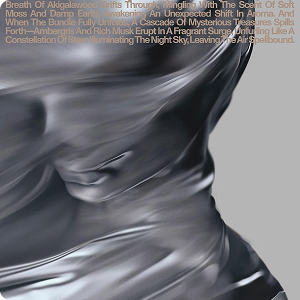 Breath Of Akigalawood Drifts Through, Mingling With The Scent Of Soft
Moss And Damp Earth, Awakening An Unexpected Shift In Aroma. And
When The Bundle Fully Unfolds, A Cascade Of Mysterious Treasures Spills
Forth—Ambergris And Rich Musk Erupt In A Fragrant Surge, Unfurling Like A
Constellation Of Stars Illuminating The Night Sky, Leaving The Air Spellbound.